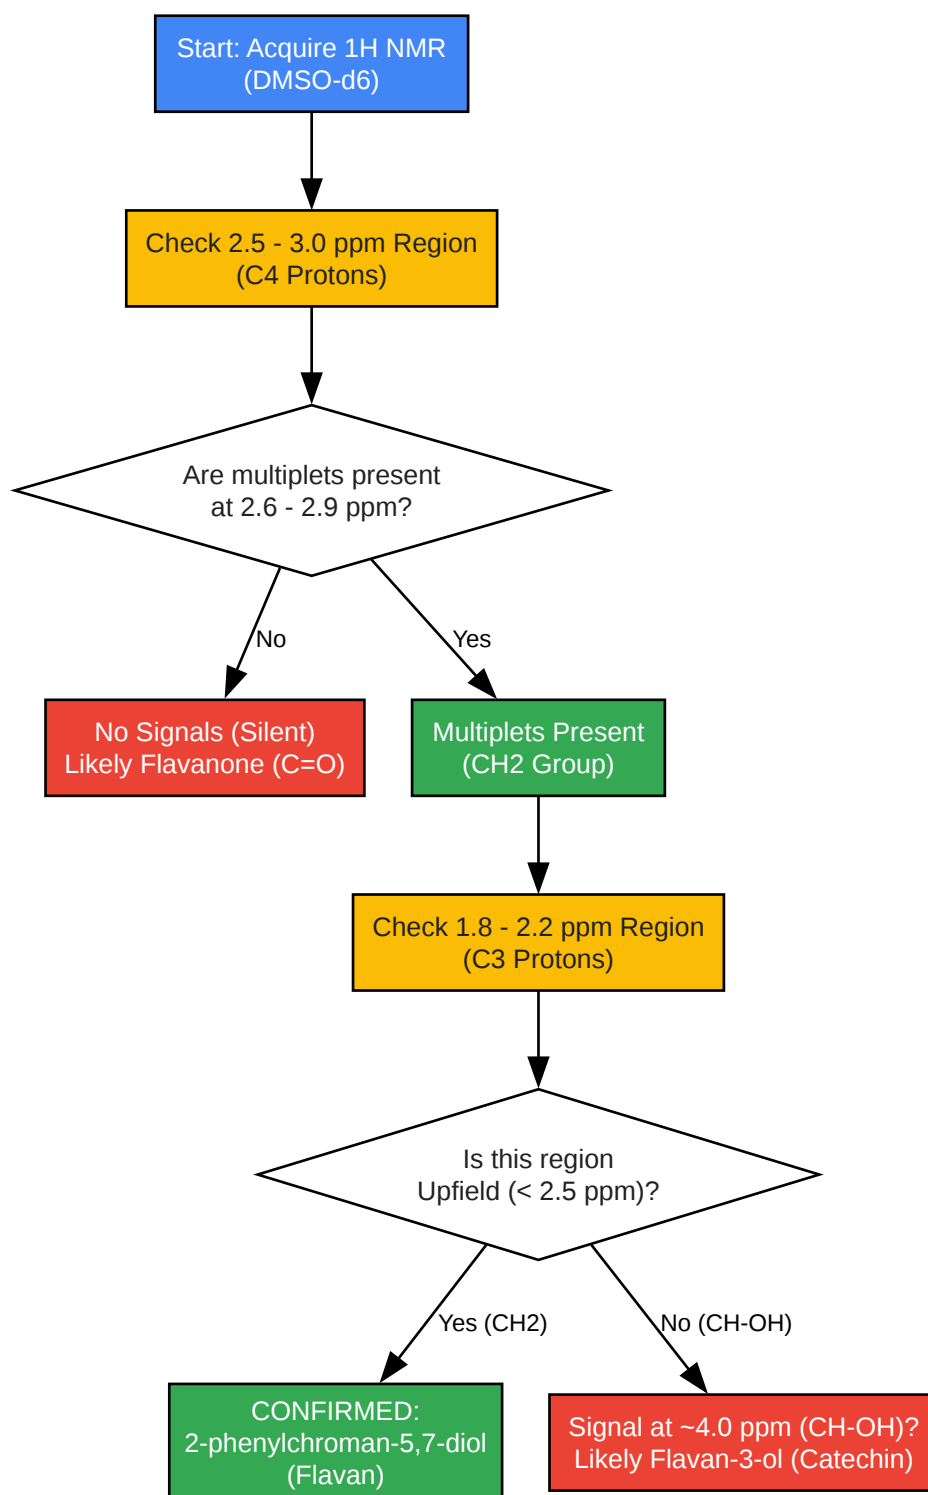 Start: Acquire 1H NMR
(DMSO-d6)
Check 2.5 - 3.0 ppm Region
(C4 Protons)
Are multiplets present
at 2.6 - 2.9 ppm?
No
Yes
No Signals (Silent)
Likely Flavanone (C=O)
Multiplets Present
(CH2 Group)
Check 1.8 - 2.2 ppm Region
(C3 Protons)
Is this region
Upfield (< 2.5 ppm)?
Yes (CH2)
No (CH-OH)
CONFIRMED:
2-phenylchroman-5,7-diol
(Flavan)
Signal at ~4.0 ppm (CH-OH)?
Likely Flavan-3-ol (Catechin)